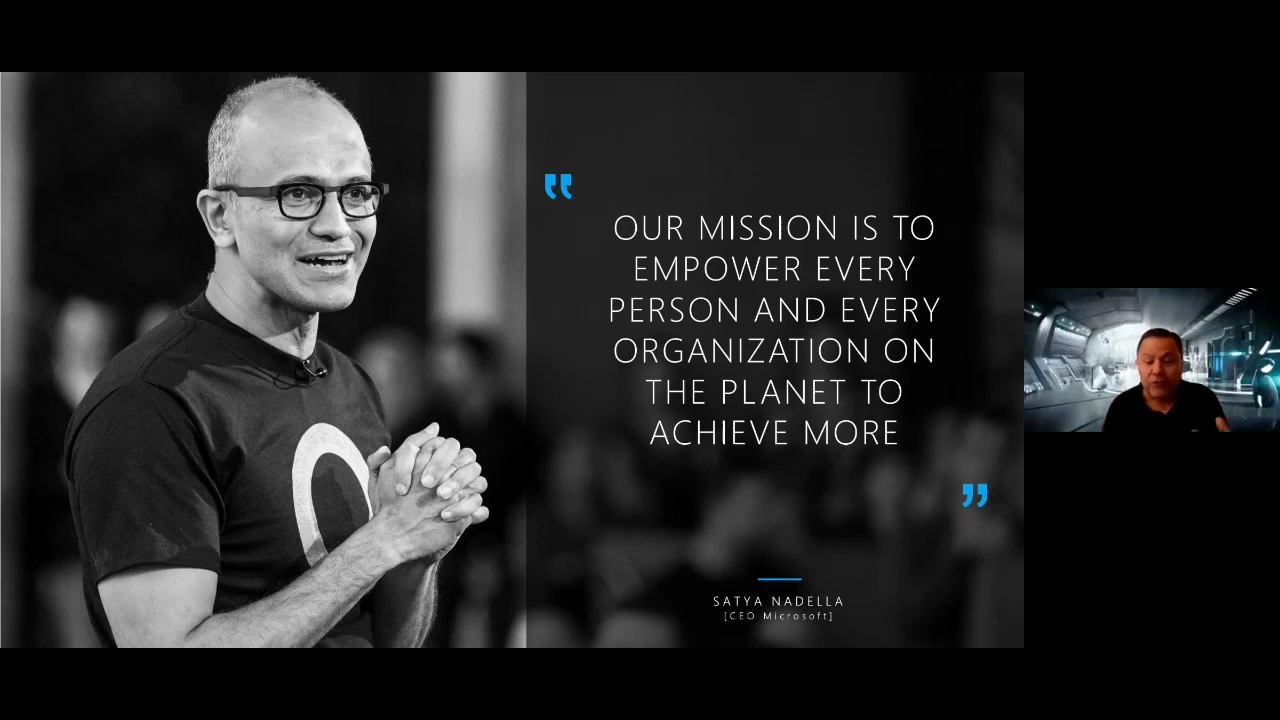 OUR MISSION IS TO
EMPOWER EVERY
PERSON AND EVERY
ORGANIZATION ON
THE PLANET TO
ACHIEVE MORE
SATYA NADELLA
[CEO Microsoft]